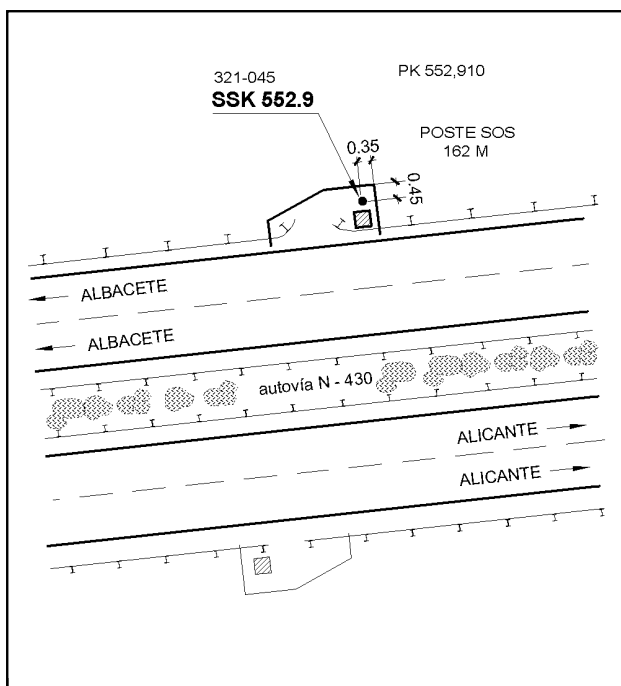 321-045
PK 552,910
SSK 552.9
POSTE SOS
162 M
0.35
0.45
ALBACETE
ALBACETE
autovía N - 430
ALICANTE
ALICANTE